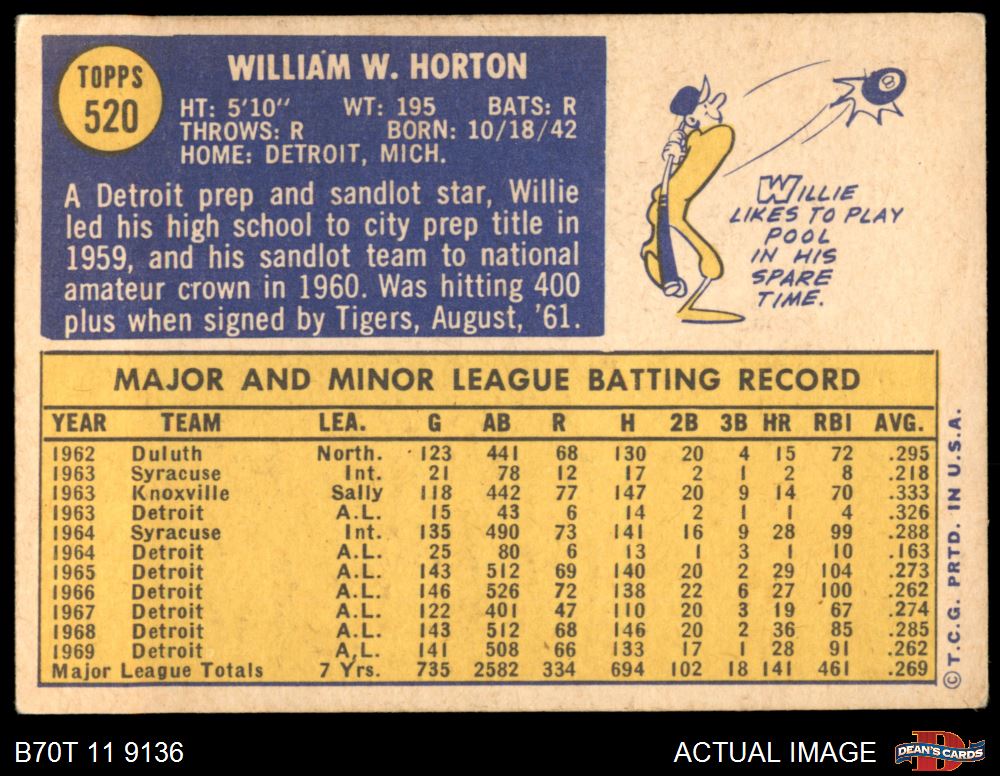 TOPPS
520
WILLIAM W. HORTON
HT: 5'10" WT: 195 BATS: R
THROWS: R BORN: 10/18/42
HOME: DETROIT, MICH.
A Detroit prep and sandlot star, Willie
led his high school to city prep title in
1959, and his sandlot team to national
amateur crown in 1960. Was hitting 400
plus when signed by Tigers, August, '61.
8
WILLIE
LIKES TO PLAY
POOL
IN HIS
SPARE
TIME.
MAJOR AND MINOR LEAGUE BATTING RECORD
YEAR TEAM LEA. G AB R H 2B 3B HR RBI AVG.
1962 Duluth North. 123 441 68 130 20 4 15 72 .295
1963 Syracuse Int. 21 78 12 17 2 1 2 8 .218
1963 Knoxville Sally 118 442 77 147 20 9 14 70 .333
1963 Detroit A.L. 15 43 6 14 2 1 1 4 .326
1964 Syracuse Int. 135 490 73 141 16 9 28 99 .288
1964 Detroit A.L. 25 80 6 13 1 3 1 10 .163
1965 Detroit A.L. 143 512 69 140 20 2 29 104 .273
1966 Detroit A.L. 146 526 72 138 22 6 27 100 .262
1967 Detroit A.L. 122 401 47 110 20 3 19 67 .274
1968 Detroit A.L. 143 512 68 146 20 2 36 85 .285
1969 Detroit A.L. 141 508 66 133 17 1 28 91 .262
Major League Totals 7 Yrs. 735 2582 334 694 102 18 141 461 .269
©T.C.G. PRTD. IN U.S.A.
B70T 11 9136
ACTUAL IMAGE
D
DEAN'S CARDS